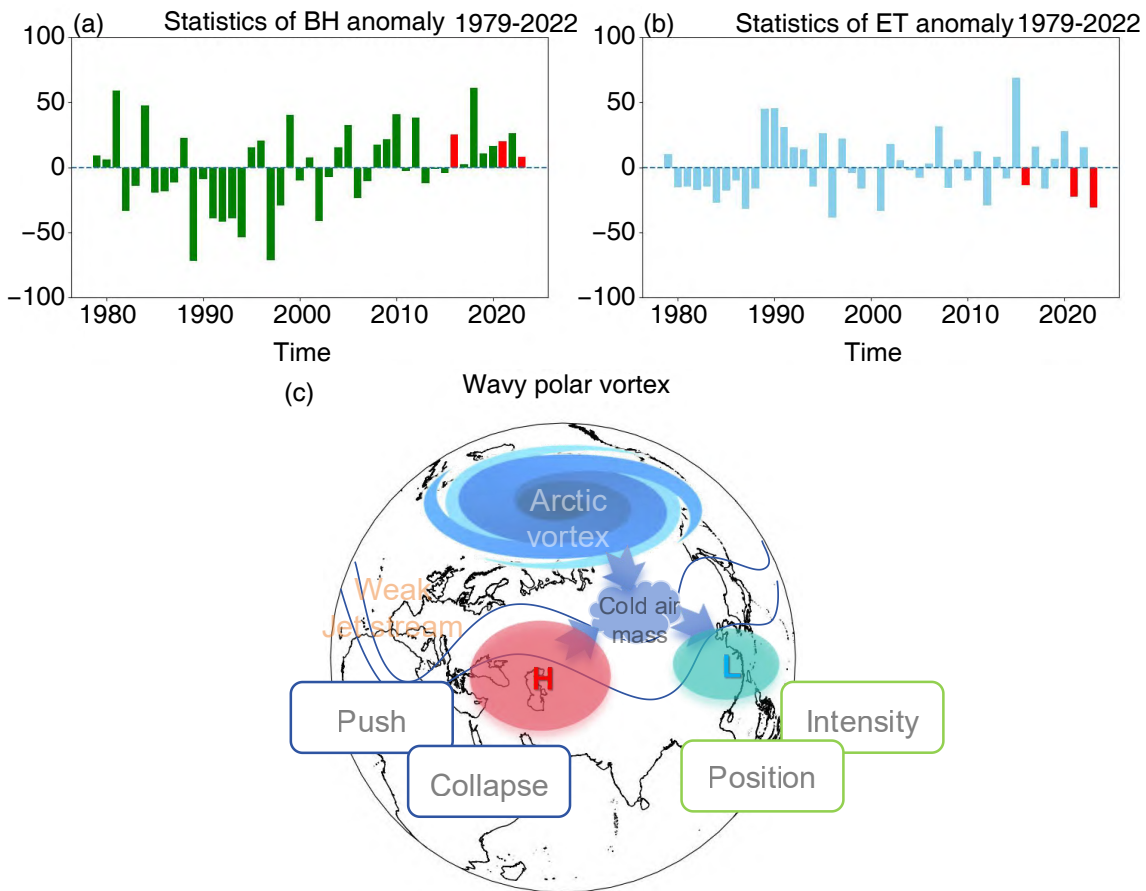 (a) Statistics of BH anomaly 1979-2022
100
50
0
−50
−100
1980 1990 2000 2010 2020
Time
(b) Statistics of ET anomaly 1979-2022
100
50
0
−50
−100
1980 1990 2000 2010 2020
Time
(c) Wavy polar vortex
Arctic
vortex
Weak
Jet stream
Cold air
mass
H
L
Push
Collapse
Intensity
Position